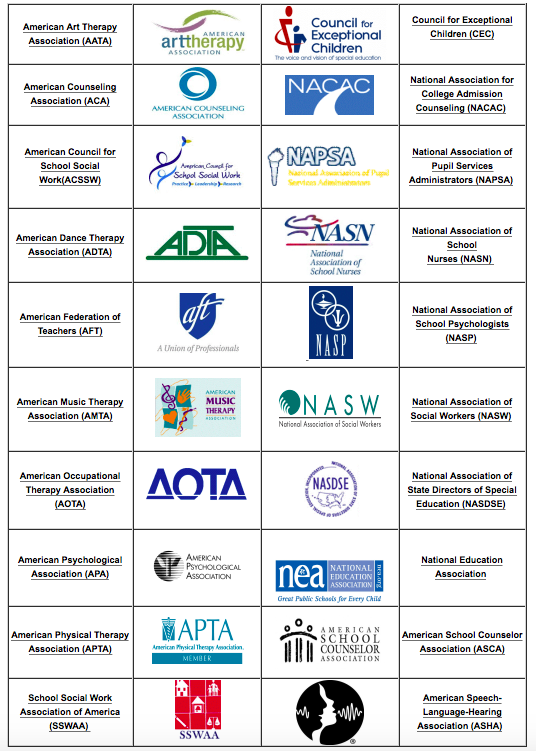 American Art Therapy
Association (AATA)
AMERICAN
arttherapy
ASSOCIATION
Council for
Exceptional
Children
The voice and vision of special education
Council for Exceptional
Children (CEC)
American Counseling
Association (ACA)
AMERICAN COUNSELING
ASSOCIATION
NACAC
National Association for
College Admission
Counseling (NACAC)
American Council for
School Social
Work(ACSSW)
American Council for
School Social Work
Practice Leadership Research
NAPSA
National Association of Pupil
Services Administrators
National Association of
Pupil Services
Administrators (NAPSA)
American Dance Therapy
Association (ADTA)
ADTA
NASN
National
Association of
School Nurses
National Association of
School
Nurses (NASN)
American Federation of
Teachers (AFT)
aft
A Union of Professionals
NASP
National Association of
School Psychologists
(NASP)
American Music Therapy
Association (AMTA)
AMERICAN
MUSIC
THERAPY
ASSOCIATION
NASW
National Association of Social Workers
National Association of
Social Workers (NASW)
American Occupational
Therapy Association
(AOTA)
AOTA
NASDSE
NATIONAL ASSOCIATION OF STATE DIRECTORS OF SPECIAL EDUCATION INCORPORATED
National Association of
State Directors of Special
Education (NASDSE)
American Psychological
Association (APA)
AMERICAN
PSYCHOLOGICAL
ASSOCIATION
nea
NATIONAL
EDUCATION
ASSOCIATION
Great Public Schools for Every Child
National Education
Association
American Physical Therapy
Association (APTA)
APTA
American Physical Therapy Association.
MEMBER
AMERICAN
SCHOOL
COUNSELOR
ASSOCIATION
American School Counselor
Association (ASCA)
School Social Work
Association of America
(SSWAA)
SSWAA
®
American Speech-
Language-Hearing
Association (ASHA)